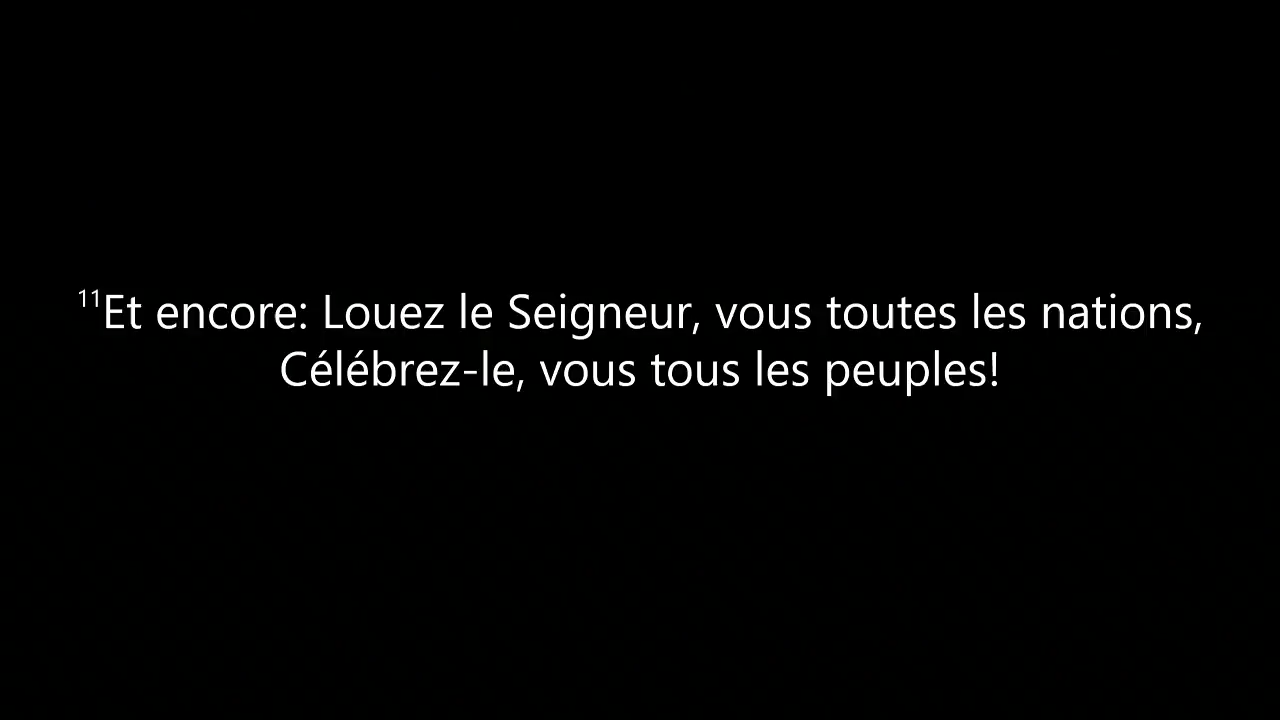 ¹¹Et encore: Louez le Seigneur, vous toutes les nations,
Célébrez-le, vous tous les peuples!